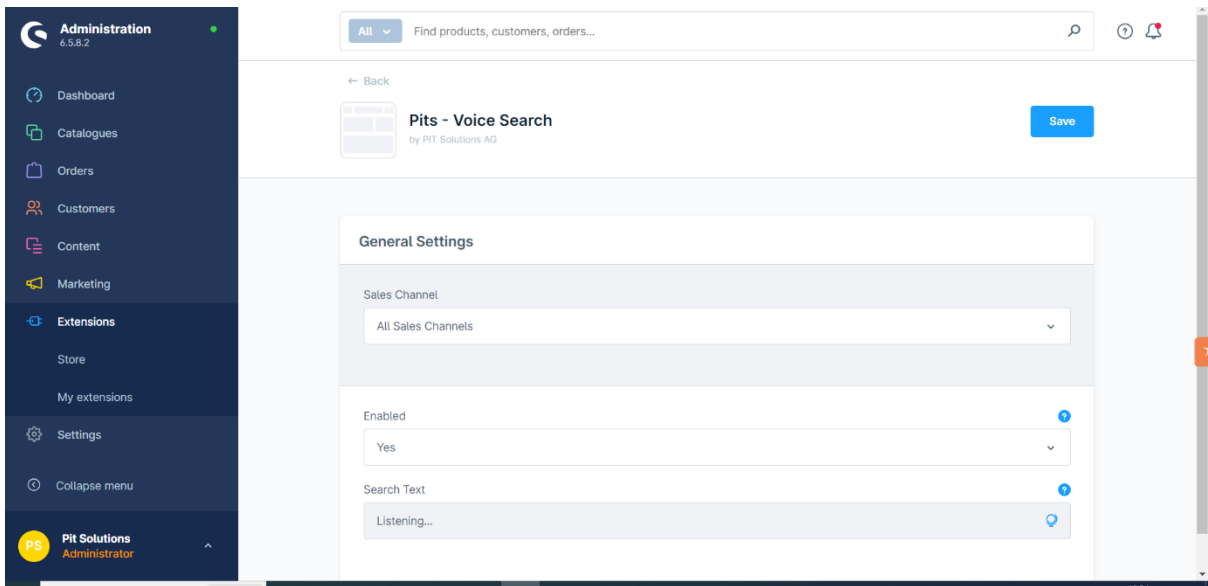 Administration
6.5.8.2
All
Find products, customers, orders...
Dashboard
Catalogues
Orders
Customers
Content
Marketing
Extensions
Store
My extensions
Settings
Collapse menu
PS
Pit Solutions
Administrator
← Back
Pits - Voice Search
by PIT Solutions AG
Save
General Settings
Sales Channel
All Sales Channels
Enabled
Yes
Search Text
Listening...